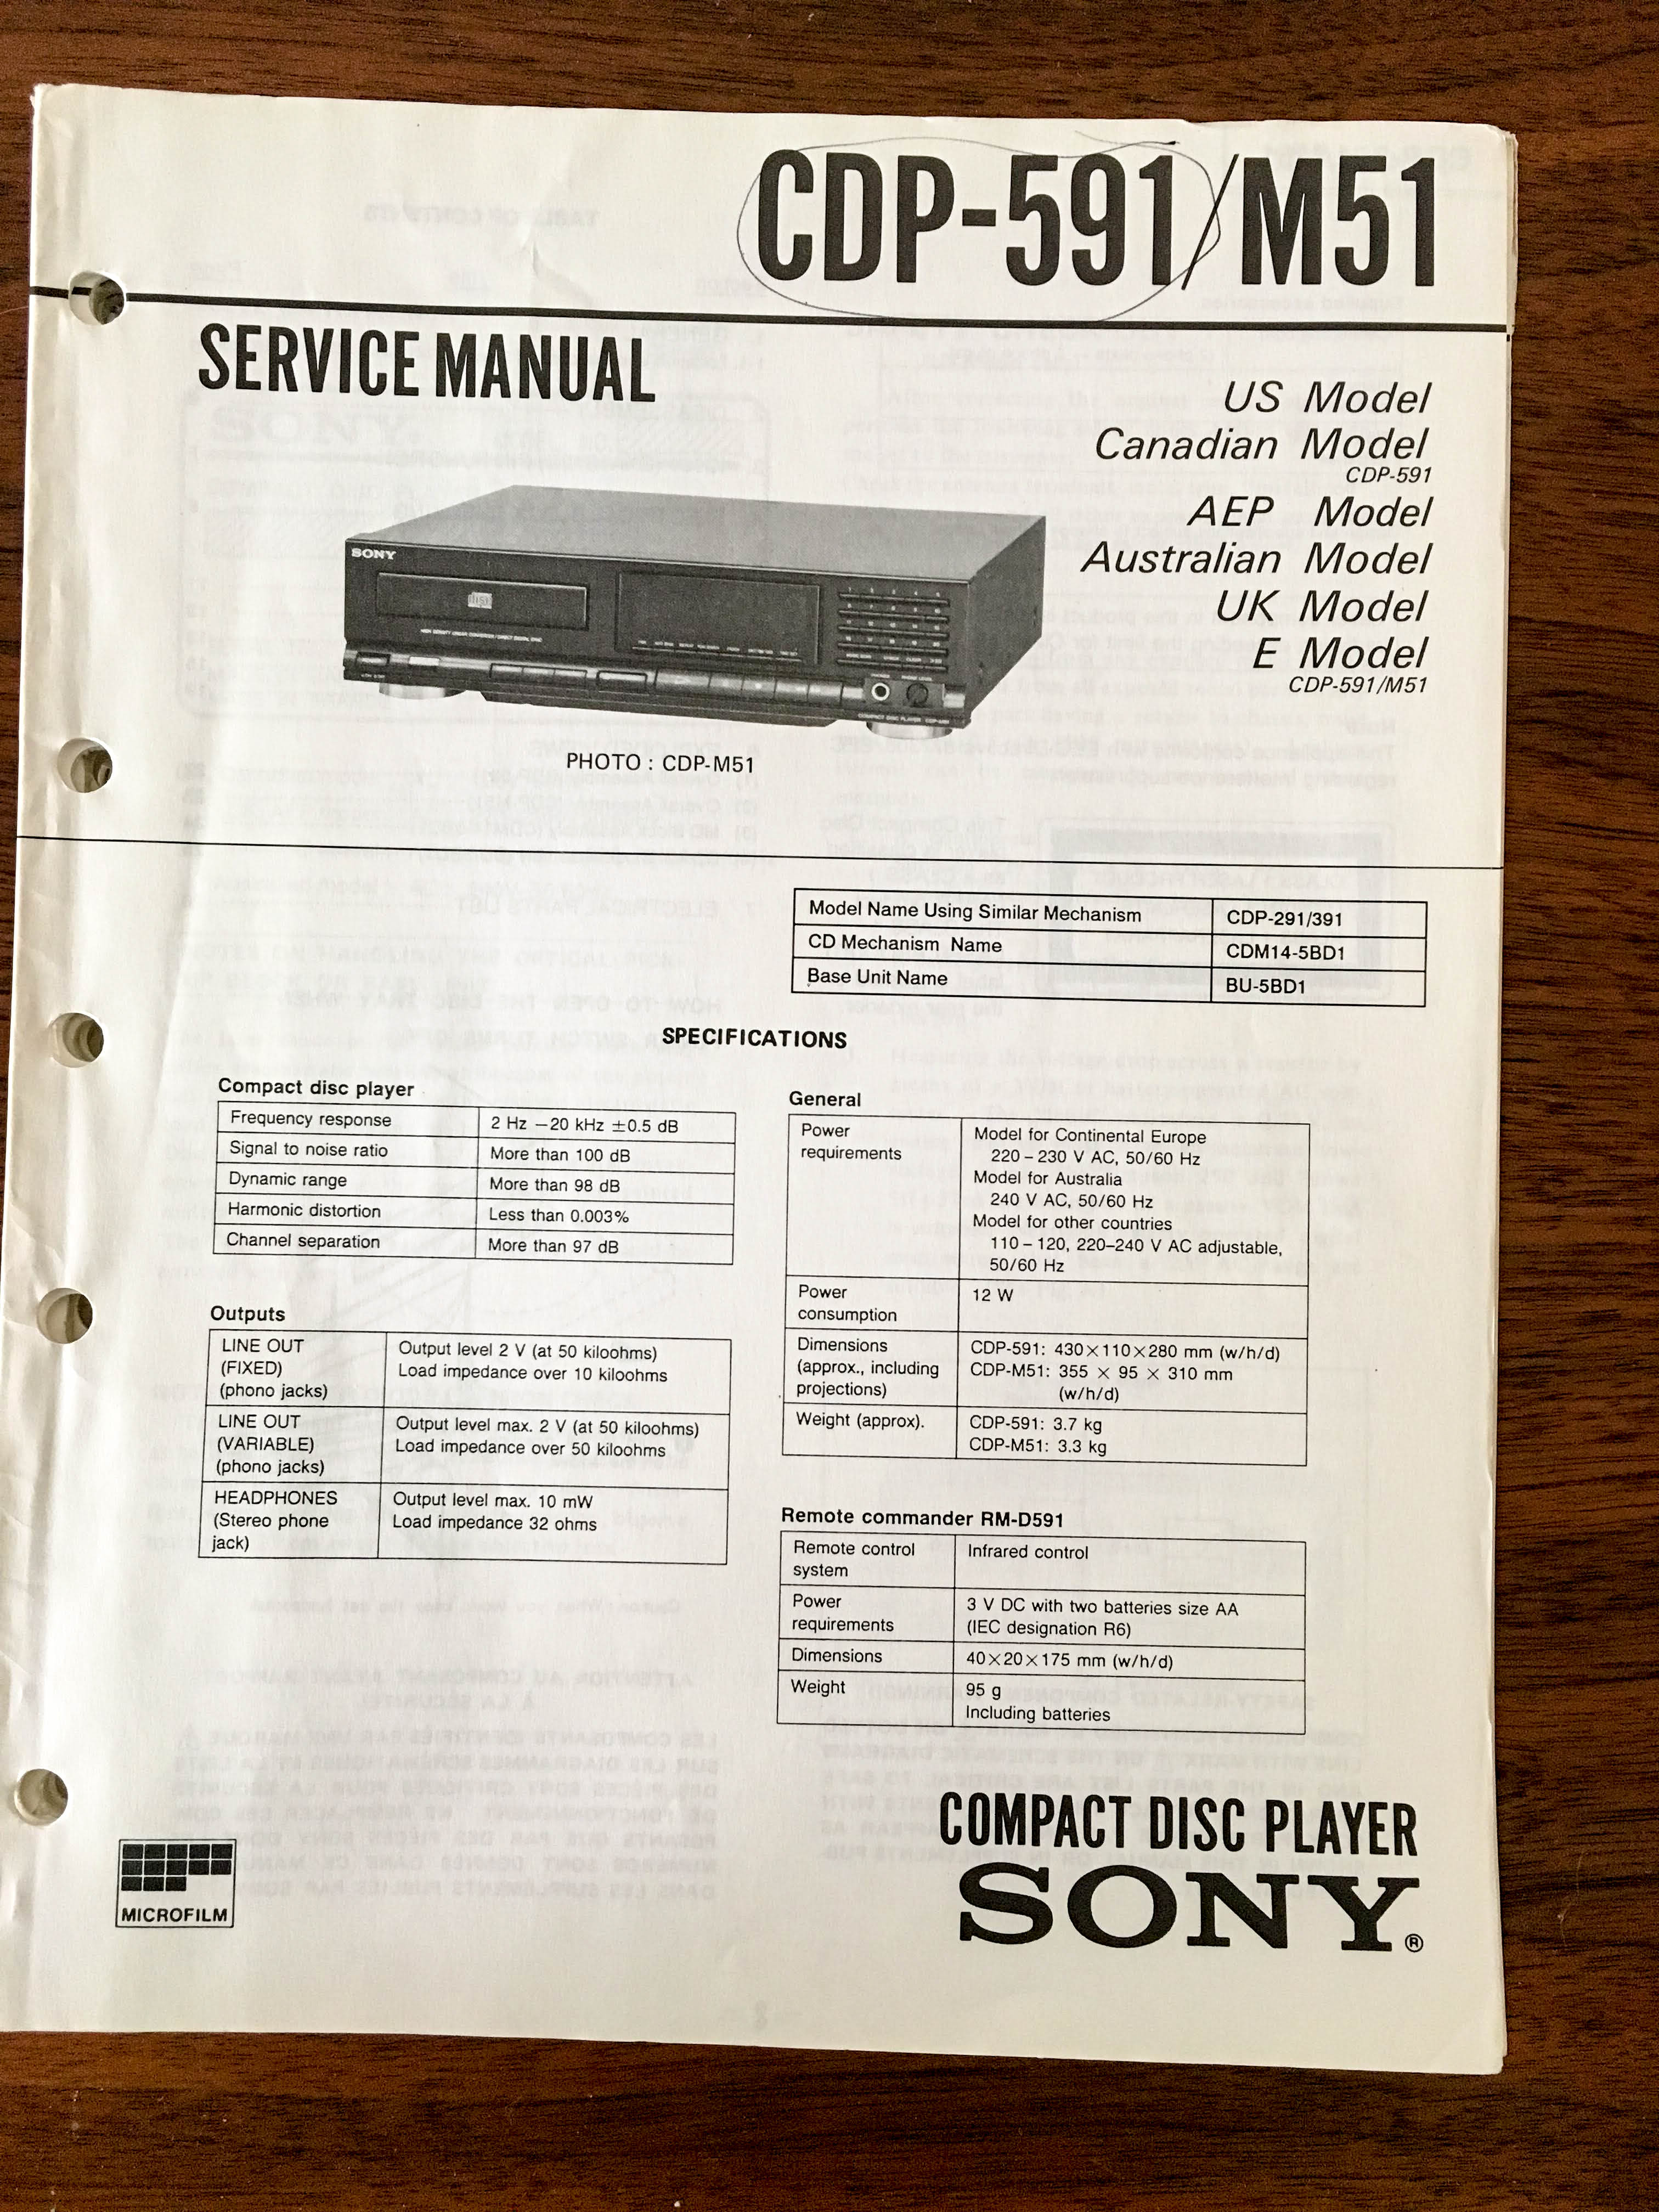 CDP-591/M51
SERVICE MANUAL
US Model
Canadian Model
CDP-591
AEP Model
Australian Model
UK Model
E Model
CDP-591/M51
SONY
disc
PHOTO : CDP-M51
Model Name Using Similar Mechanism CDP-291/391
CD Mechanism Name CDM14-5BD1
Base Unit Name BU-5BD1
SPECIFICATIONS
Compact disc player
Frequency response 2 Hz −20 kHz ±0.5 dB
Signal to noise ratio More than 100 dB
Dynamic range More than 98 dB
Harmonic distortion Less than 0.003%
Channel separation More than 97 dB
Outputs
LINE OUT
(FIXED)
(phono jacks)
Output level 2 V (at 50 kiloohms)
Load impedance over 10 kiloohms
LINE OUT
(VARIABLE)
(phono jacks)
Output level max. 2 V (at 50 kiloohms)
Load impedance over 50 kiloohms
HEADPHONES
(Stereo phone
jack)
Output level max. 10 mW
Load impedance 32 ohms
General
Power
requirements
Model for Continental Europe
220–230 V AC, 50/60 Hz
Model for Australia
240 V AC, 50/60 Hz
Model for other countries
110–120, 220–240 V AC adjustable,
50/60 Hz
Power
consumption
12 W
Dimensions
(approx., including
projections)
CDP-591: 430×110×280 mm (w/h/d)
CDP-M51: 355 × 95 × 310 mm
(w/h/d)
Weight (approx).
CDP-591: 3.7 kg
CDP-M51: 3.3 kg
Remote commander RM-D591
Remote control
system
Infrared control
Power
requirements
3 V DC with two batteries size AA
(IEC designation R6)
Dimensions 40×20×175 mm (w/h/d)
Weight 95 g
Including batteries
MICROFILM
COMPACT DISC PLAYER
SONY®